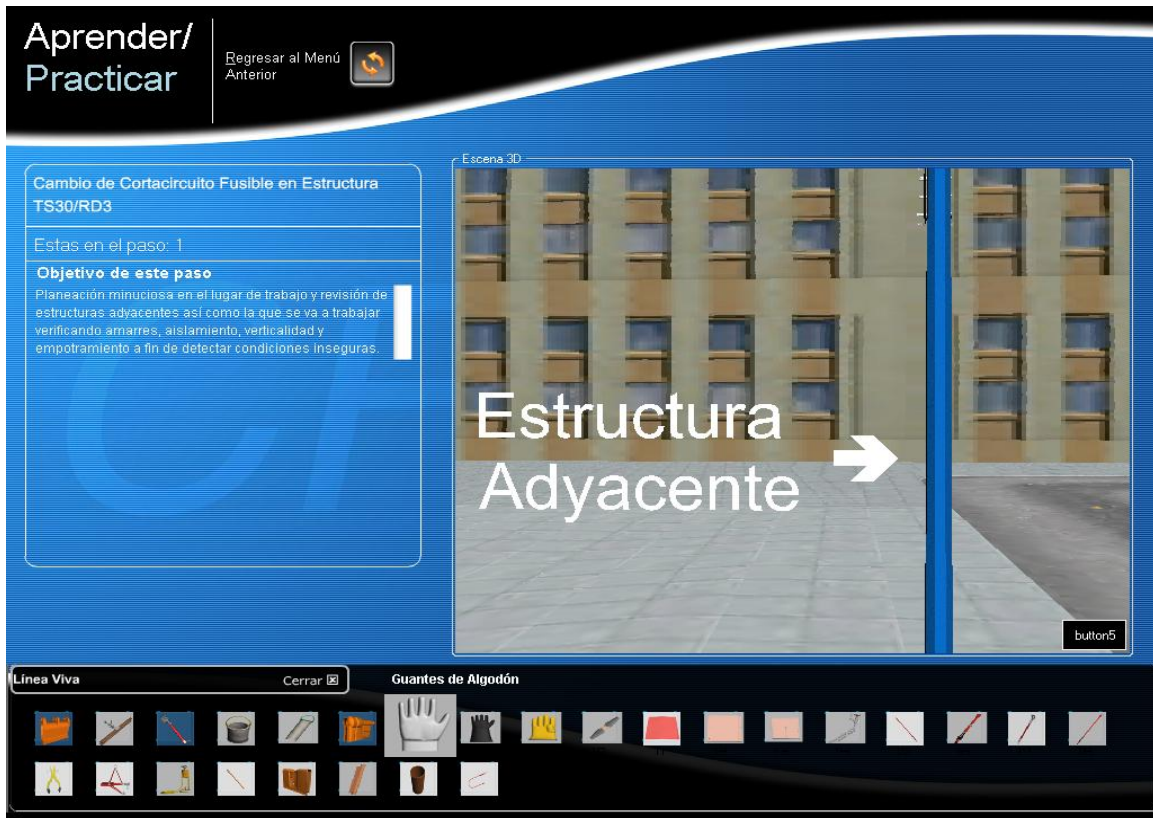 Aprender/
Practicar
Regresar al Menú
Anterior
Cambio de Cortacircuito Fusible en Estructura
TS30/RD3
Estas en el paso: 1
Objetivo de este paso
Planeación minuciosa en el lugar de trabajo y revisión de
estructuras adyacentes así como la que se va a trabajar
verificando amarres, aislamiento, verticalidad y
empotramiento a fin de detectar condiciones inseguras.
Escena 3D
Estructura
Adyacente
button5
Línea Viva
Cerrar
Guantes de Algodón